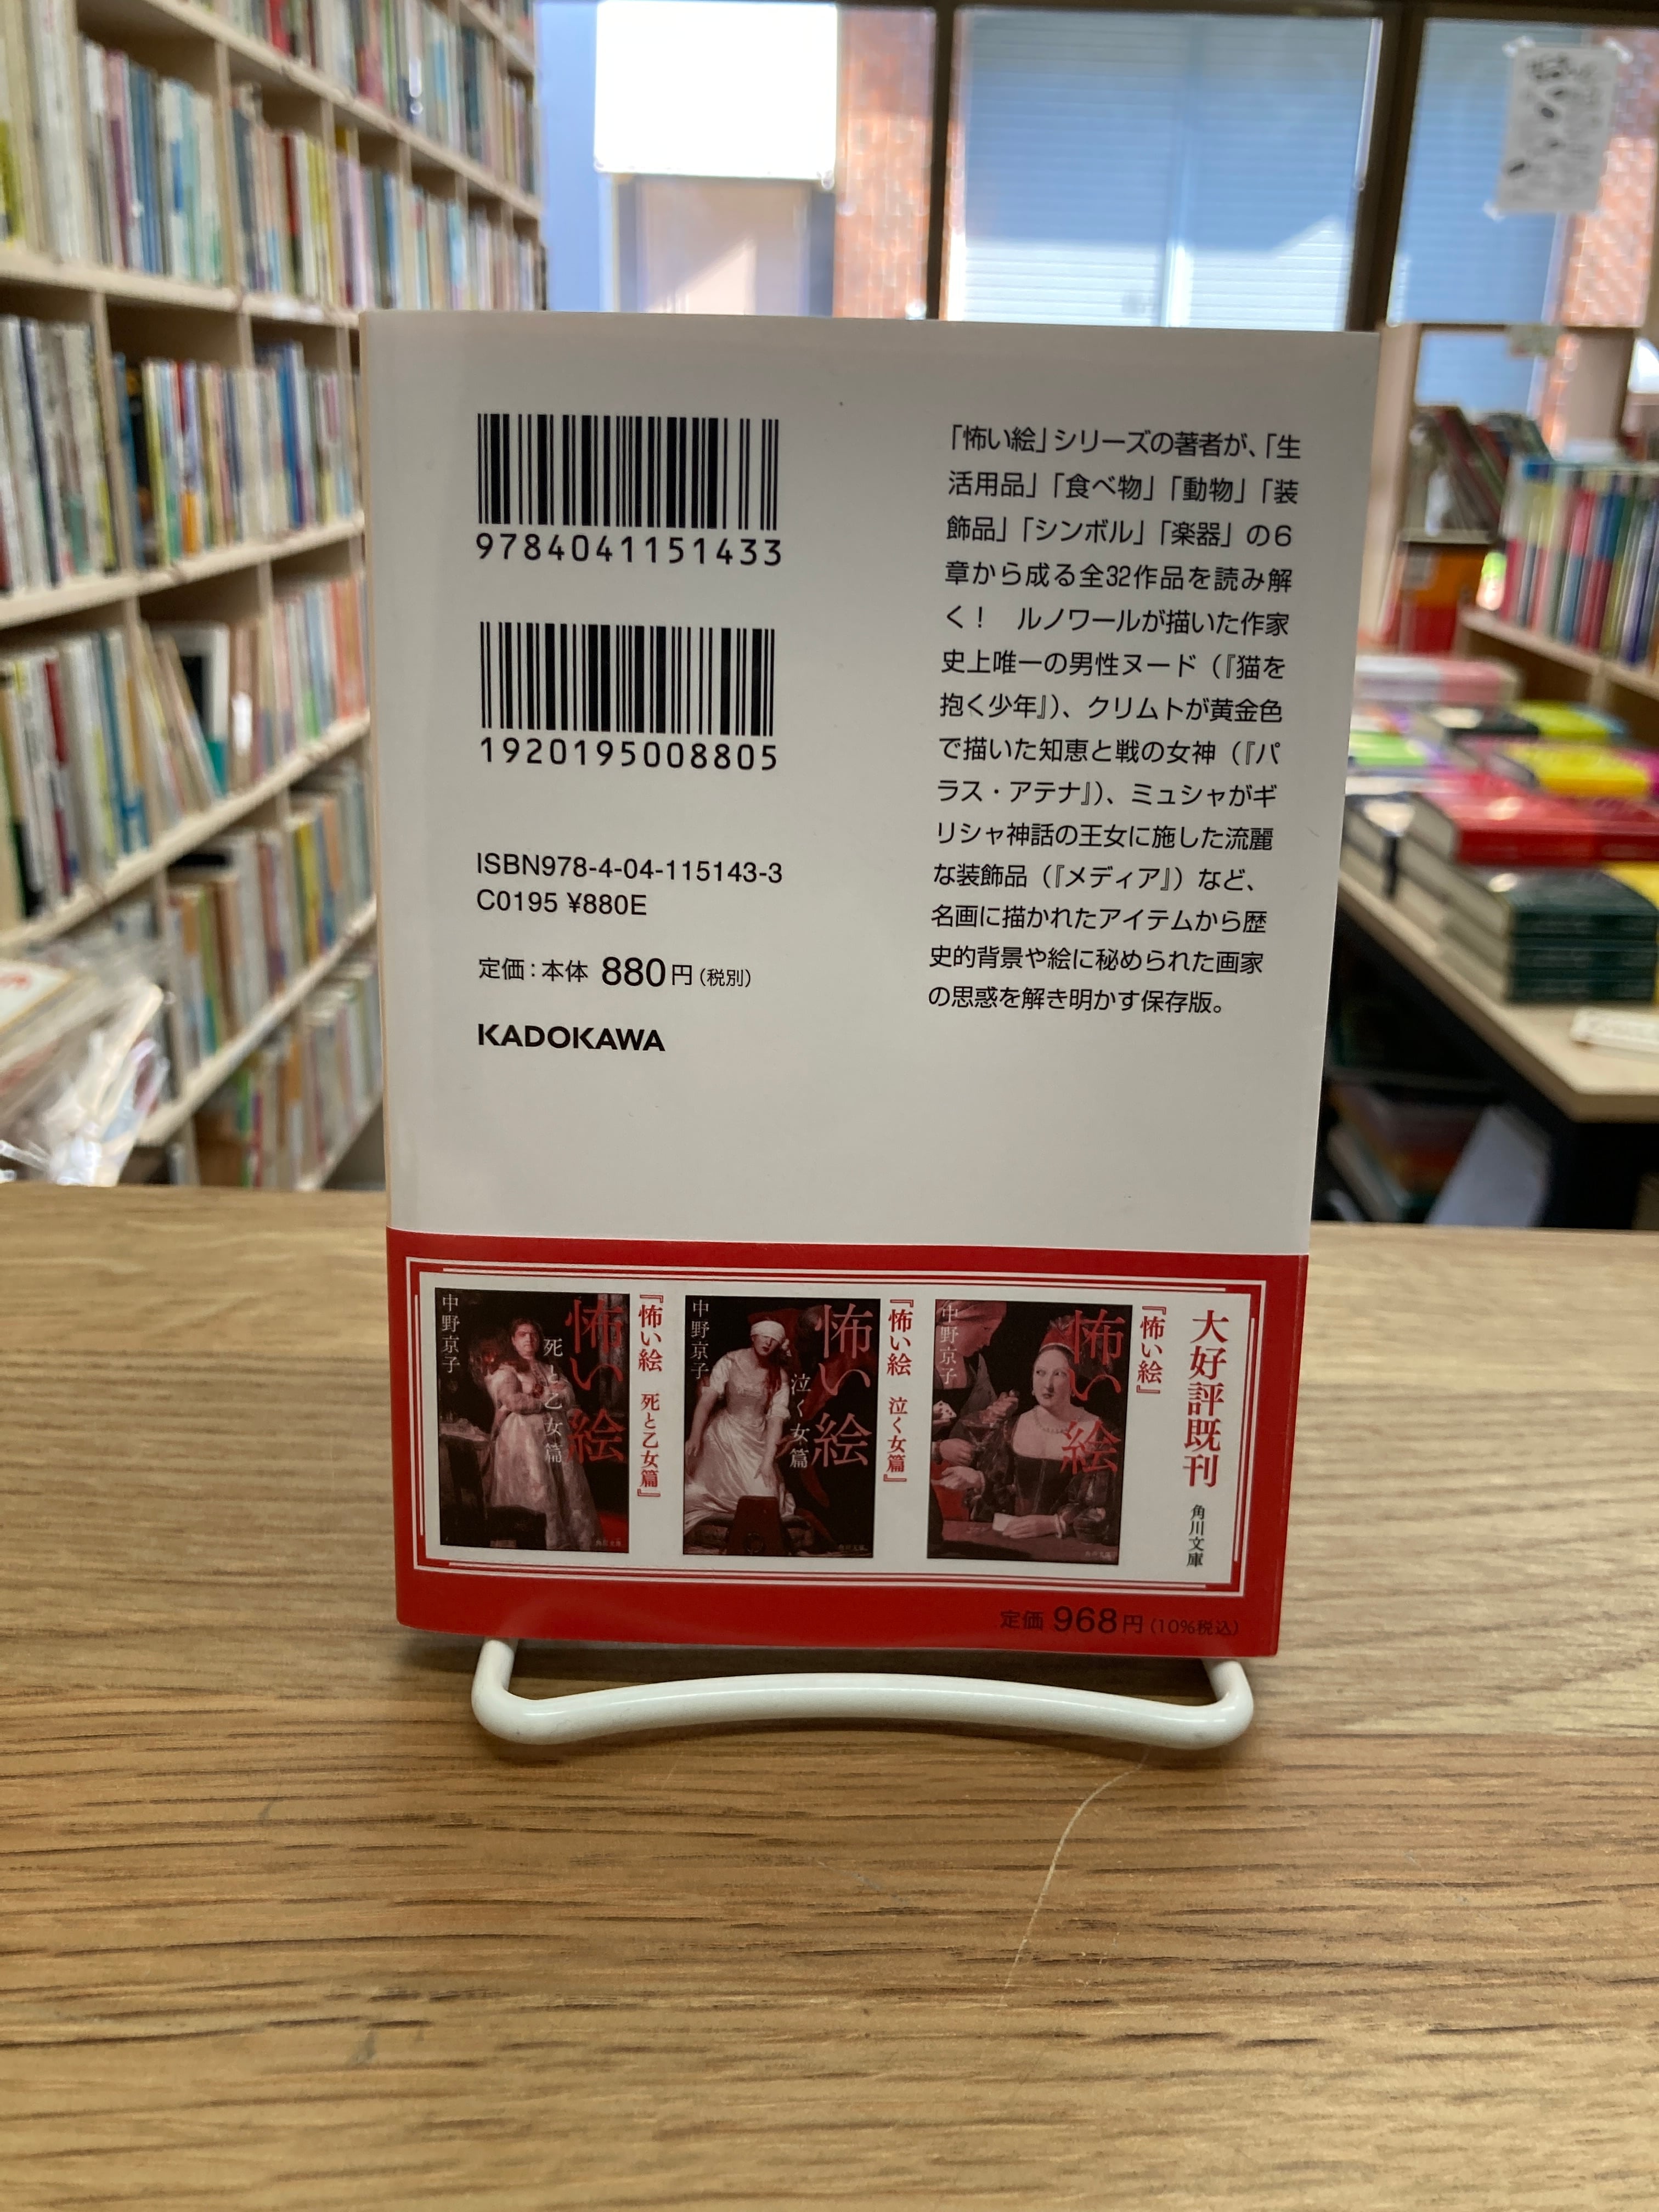 9784041151433
1920195008805
ISBN978-4-04-115143-3
C0195 ¥880E
定価：本体 880円（税別）
KADOKAWA
「怖い絵」シリーズの著者が、「生
活用品」「食べ物」「動物」「装
飾品」「シンボル」「楽器」の６
章から成る全32作品を読み解
く！　ルノワールが描いた作家
史上唯一の男性ヌード（『猫を
抱く少年』）、クリムトが黄金色
で描いた知恵と戦の女神（『パ
ラス・アテナ』）、ミュシャがギ
リシャ神話の王女に施した流麗
な装飾品（『メディア』）など、
名画に描かれたアイテムから歴
史的背景や絵に秘められた画家
の思惑を解き明かす保存版。
大好評既刊 角川文庫
『怖い絵』
怖い絵
中野京子
『怖い絵 泣く女篇』
怖い絵
泣く女篇
中野京子
『怖い絵 死と乙女篇』
怖い絵
死と乙女篇
中野京子
定価 968円（10%税込）